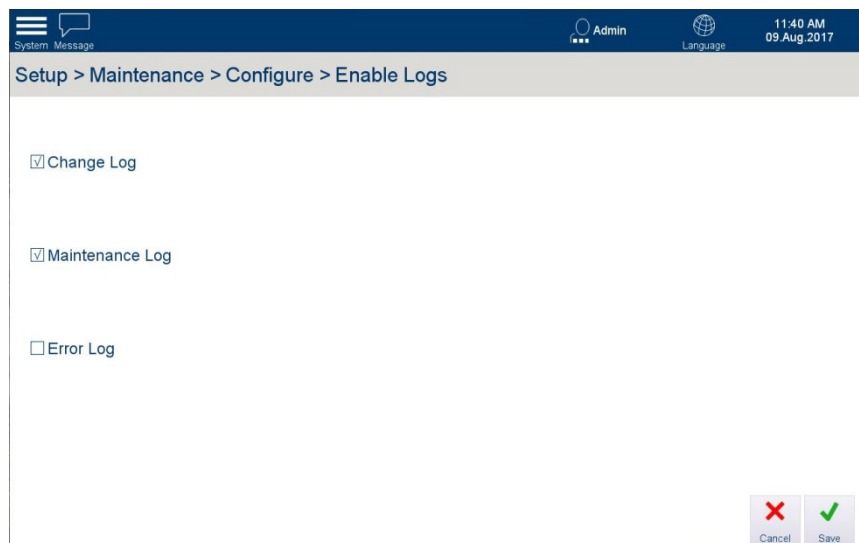 System Message
Admin
Language
11:40 AM
09.Aug.2017
Setup > Maintenance > Configure > Enable Logs
Change Log
Maintenance Log
Error Log
Cancel Save